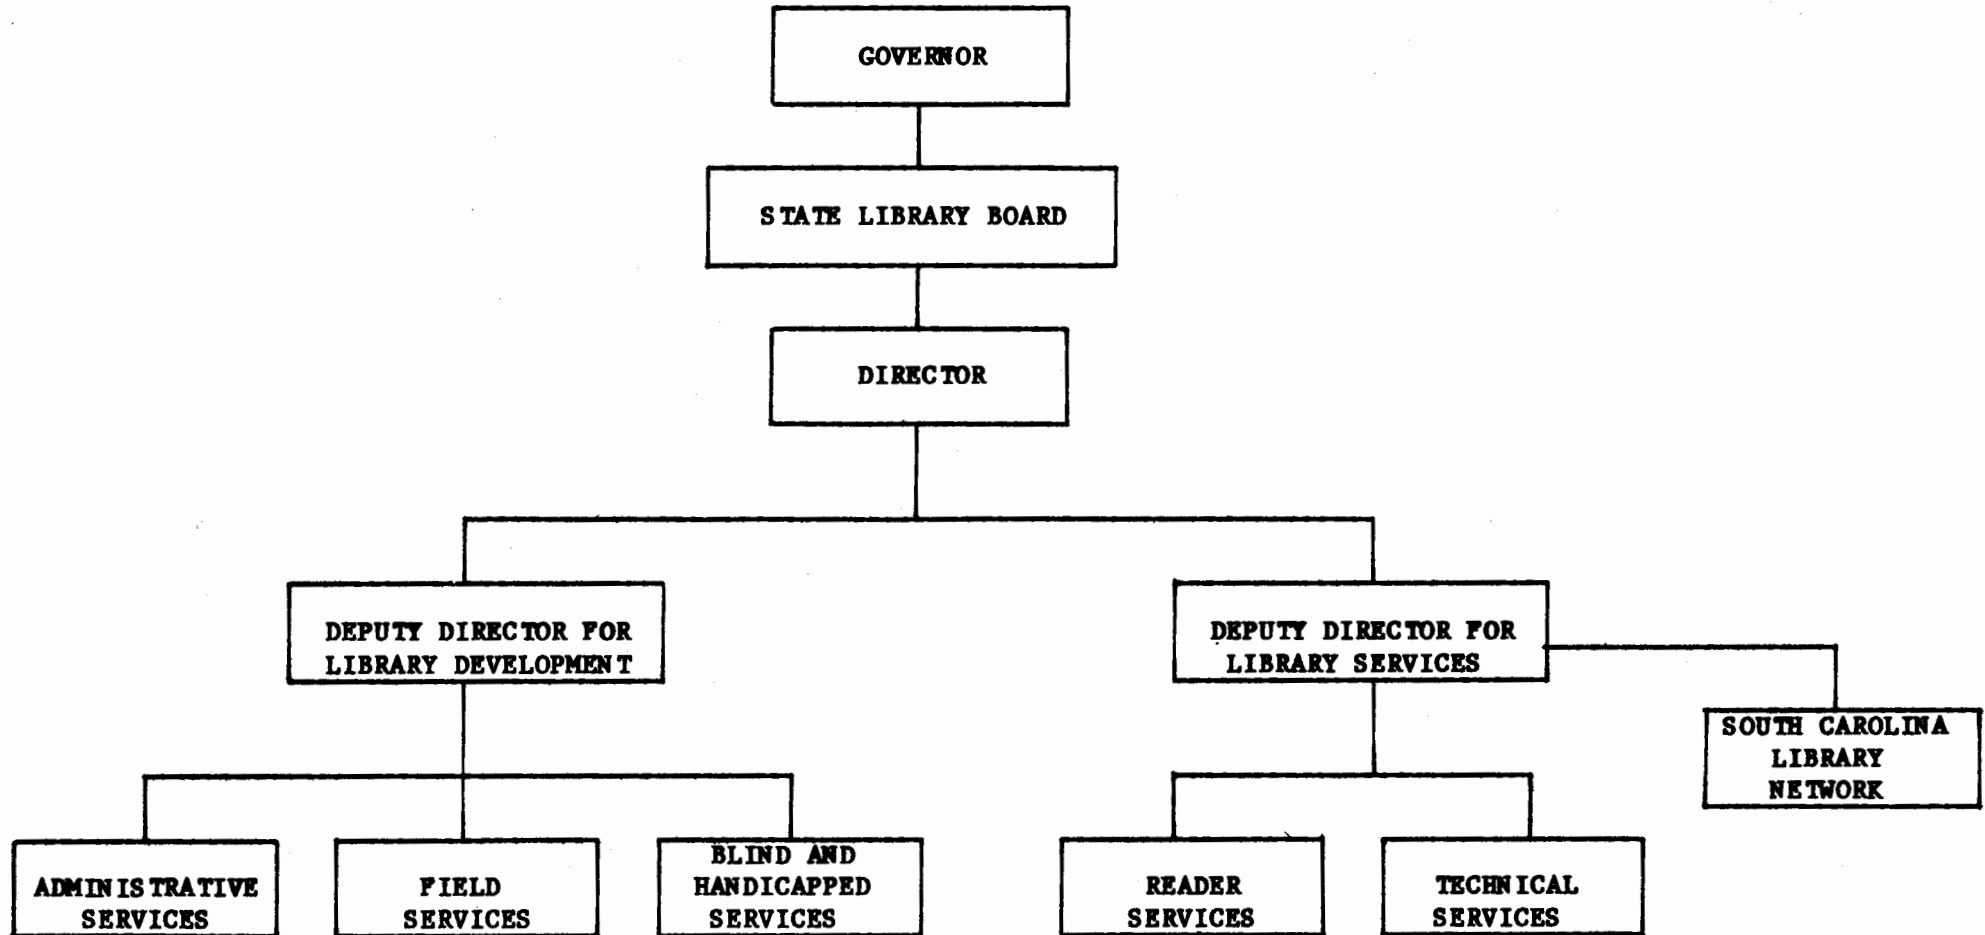 GOVERNOR
STATE LIBRARY BOARD
DIRECTOR
DEPUTY DIRECTOR FOR
LIBRARY DEVELOPMENT
DEPUTY DIRECTOR FOR
LIBRARY SERVICES
SOUTH CAROLINA
LIBRARY
NETWORK
ADMINISTRATIVE
SERVICES
FIELD
SERVICES
BLIND AND
HANDICAPPED
SERVICES
READER
SERVICES
TECHNICAL
SERVICES